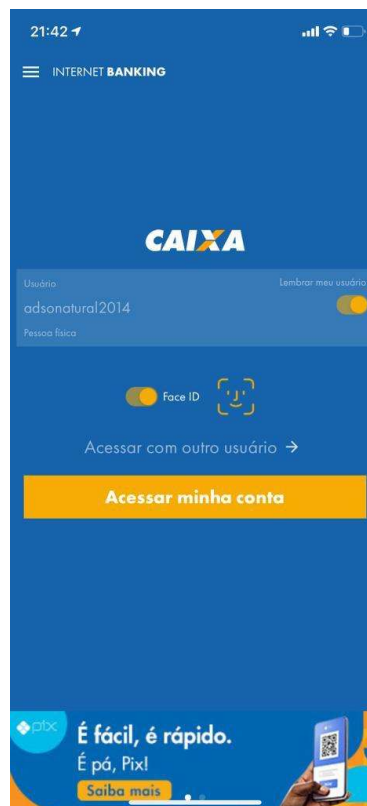 21:42
INTERNET BANKING
CAIXA
Usuário
Lembrar meu usuário
adsonatural2014
Pessoa física
Face ID
Acessar com outro usuário →
Acessar minha conta
pix
É fácil, é rápido.
É pá, Pix!
Saiba mais